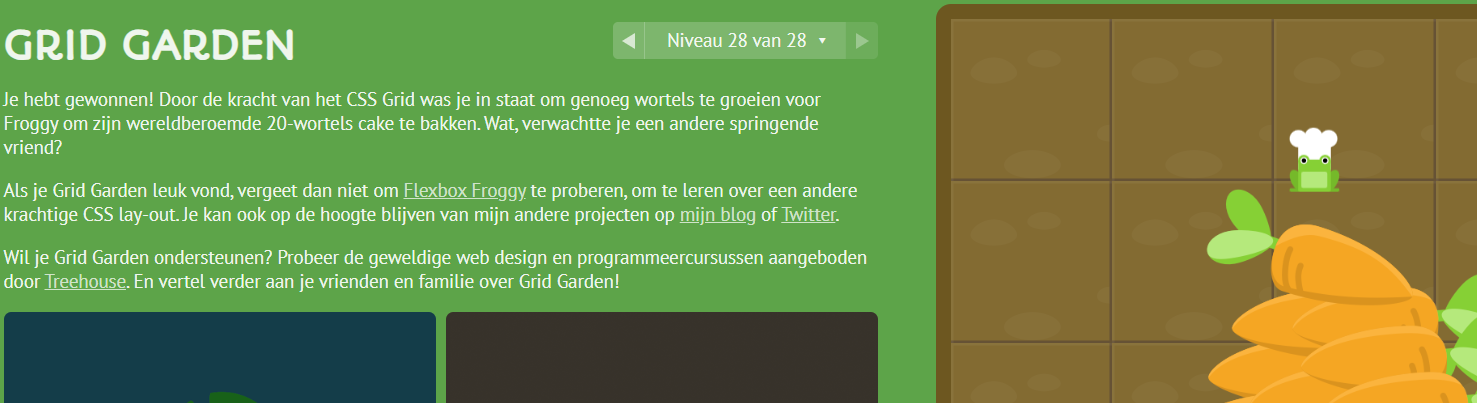 GRID GARDEN
Niveau 28 van 28
Je hebt gewonnen! Door de kracht van het CSS Grid was je in staat om genoeg wortels te groeien voor
Froggy om zijn wereldberoemde 20-wortels cake te bakken. Wat, verwachtte je een andere springende
vriend?
Als je Grid Garden leuk vond, vergeet dan niet om Flexbox Froggy te proberen, om te leren over een andere
krachtige CSS lay-out. Je kan ook op de hoogte blijven van mijn andere projecten op mijn blog of Twitter.
Wil je Grid Garden ondersteunen? Probeer de geweldige web design en programmeercursussen aangeboden
door Treehouse. En vertel verder aan je vrienden en familie over Grid Garden!